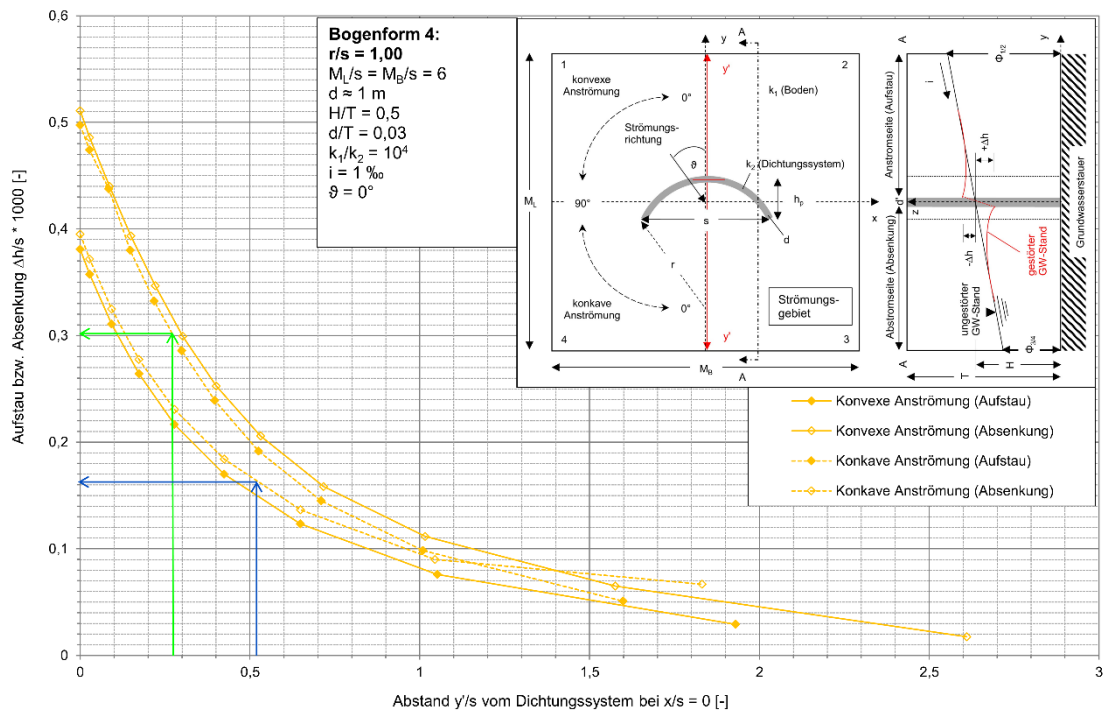 0,6
0,5
0,4
0,3
0,2
0,1
0
Aufstau bzw. Absenkung Δh/s * 1000 [-]
0
0,5
1
1,5
2
2,5
3
Abstand y'/s vom Dichtungssystem bei x/s = 0 [-]
Bogenform 4:
r/s = 1,00
M_L/s = M_B/s = 6
d ≈ 1 m
H/T = 0,5
d/T = 0,03
k₁/k₂ = 10⁴
i = 1 ‰
ϑ = 0°
1
2
3
4
y
A
y'
konvexe
Anströmung
0°
k₁ (Boden)
Strömungs-
richtung
ϑ
k₂ (Dichtungssystem)
M_L
90°
h_p
x
s
d
r
konkave
Anströmung
0°
Strömungs-
gebiet
y'
A
M_B
A
Φ_1/2
y
i
Anstromseite (Aufstau)
+Δh
d
z
Grundwasserstauer
Abstromseite (Absenkung)
-Δh
gestörter
GW-Stand
ungestörter
GW-Stand
A
Φ_3/4
H
T
Konvexe Anströmung (Aufstau)
Konvexe Anströmung (Absenkung)
Konkave Anströmung (Aufstau)
Konkave Anströmung (Absenkung)